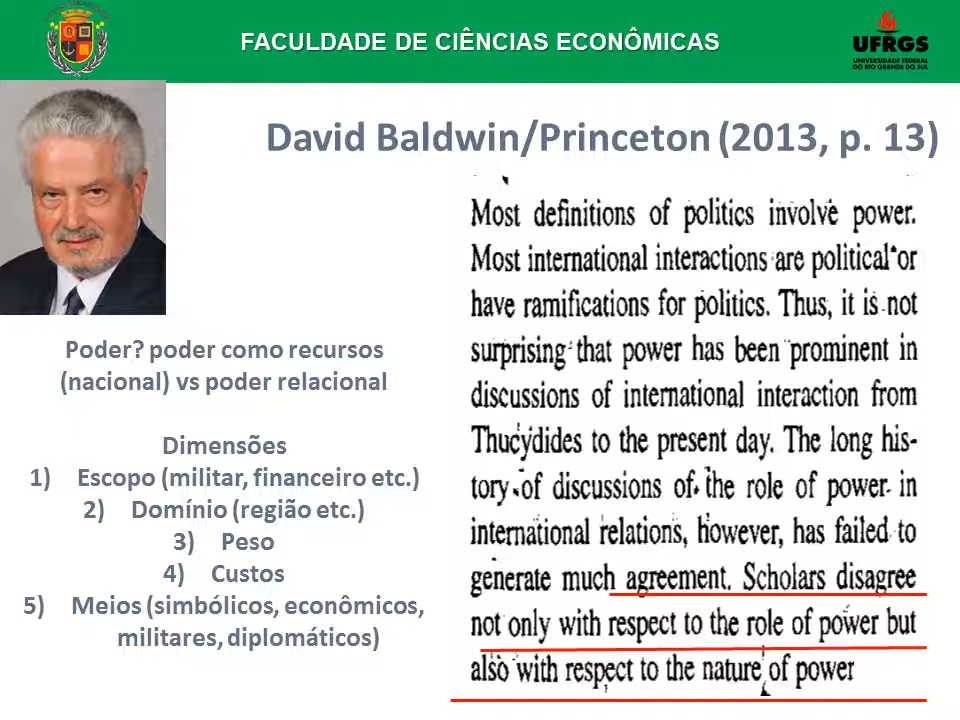 FACULDADE DE CIÊNCIAS ECONÔMICAS
UFRGS
UNIVERSIDADE FEDERAL
DO RIO GRANDE DO SUL
David Baldwin/Princeton (2013, p. 13)
Poder? poder como recursos
(nacional) vs poder relacional
Dimensões
1) Escopo (militar, financeiro etc.)
2) Domínio (região etc.)
3) Peso
4) Custos
5) Meios (simbólicos, econômicos,
militares, diplomáticos)
Most definitions of politics involve power.
Most international interactions are political or
have ramifications for politics. Thus, it is not
surprising that power has been prominent in
discussions of international interaction from
Thucydides to the present day. The long his-
tory of discussions of the role of power in
international relations, however, has failed to
generate much agreement. Scholars disagree
not only with respect to the role of power but
also with respect to the nature of power